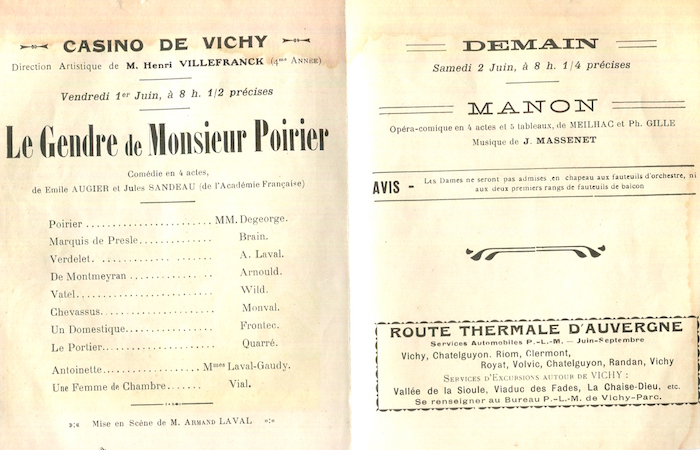 CASINO DE VICHY
Direction Artistique de M. Henri VILLEFRANCK (4me ANNÉE)
Vendredi 1er Juin, à 8 h. 1/2 précises
Le Gendre de Monsieur Poirier
Comédie en 4 actes,
de Emile AUGIER et Jules SANDEAU (de l'Académie Française)
Poirier ..................... MM. Degeorge.
Marquis de Presle............ Brain.
Verdelet. .................. A. Laval.
De Montmeyran .............. Arnould.
Vatel....................... Wild.
Chevassus................... Monval.
Un Domestique............... Frontec.
Le Portier.................. Quarré.
Antoinette ................. Mmes Laval-Gaudy.
Une Femme de Chambre...... Vial.
Mise en Scène de M. ARMAND LAVAL
DEMAIN
Samedi 2 Juin, à 8 h. 1/4 précises
MANON
Opéra-comique en 4 actes et 5 tableaux, de MEILHAC et Ph. GILLE
Musique de J. MASSENET
AVIS - Les Dames ne seront pas admises en chapeau aux fauteuils d'orchestre, ni
aux deux premiers rangs de fauteuils de balcon
ROUTE THERMALE D'AUVERGNE
Services Automobiles P.-L.-M. — Juin-Septembre
Vichy, Chatelguyon. Riom, Clermont,
Royat, Volvic, Chatelguyon, Randan, Vichy
SERVICES D'EXCURSIONS AUTOUR DE VICHY :
Vallée de la Sioule, Viaduc des Fades, La Chaise-Dieu, etc.
Se renseigner au Bureau P.-L.-M. de Vichy-Parc.